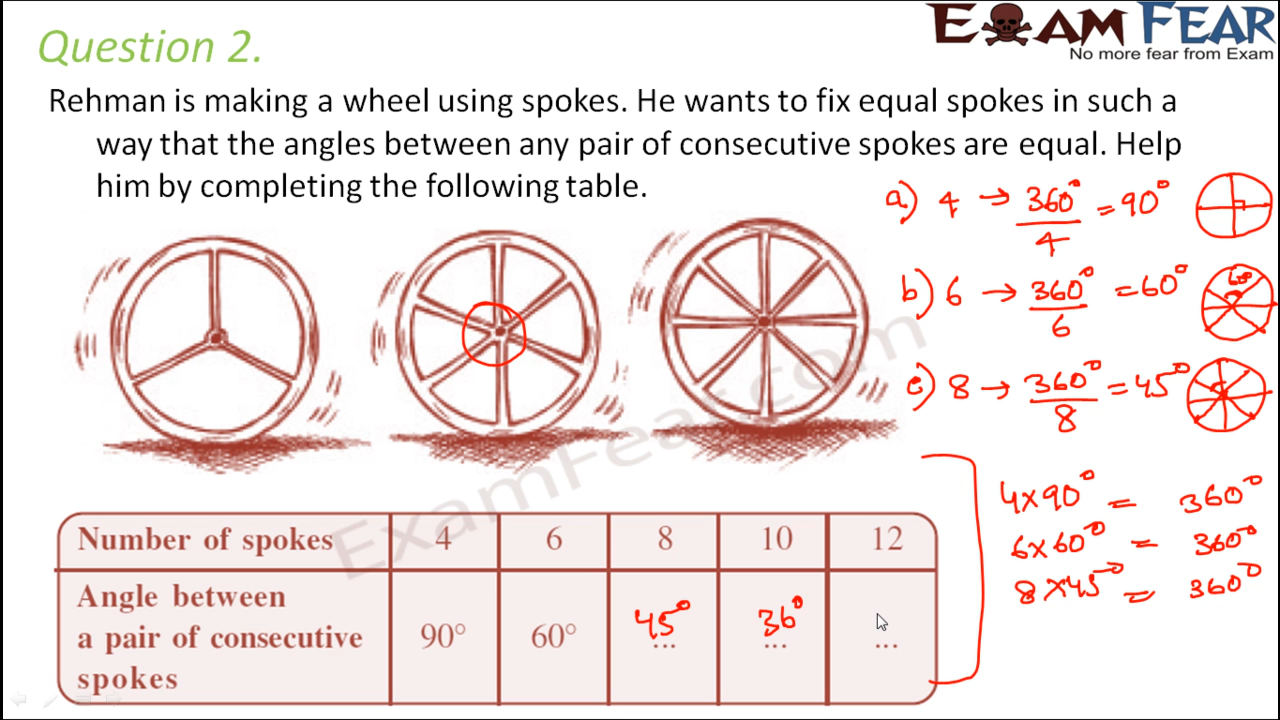 Question 2.
EXAM FEAR
No more fear from Exam
Rehman is making a wheel using spokes. He wants to fix equal spokes in such a
way that the angles between any pair of consecutive spokes are equal. Help
him by completing the following table.
a) 4 → 360°/4 = 90°
b) 6 → 360°/6 = 60°
60
c) 8 → 360°/8 = 45°
4×90° = 360°
6×60° = 360°
8×45° = 360°
ExamFear.com
Number of spokes 4 6 8 10 12
Angle between
a pair of consecutive 90° 60° 45° ... 36° ... ...
spokes